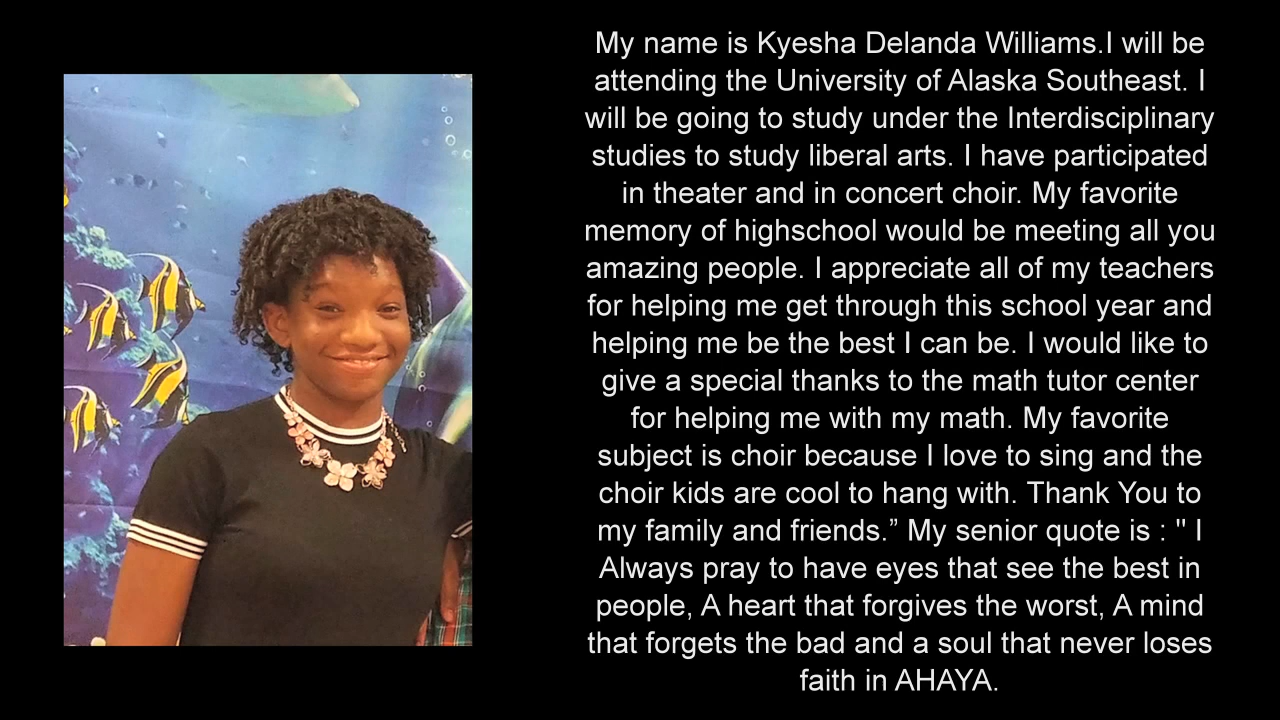 My name is Kyesha Delanda Williams.I will be
attending the University of Alaska Southeast. I
will be going to study under the Interdisciplinary
studies to study liberal arts. I have participated
in theater and in concert choir. My favorite
memory of highschool would be meeting all you
amazing people. I appreciate all of my teachers
for helping me get through this school year and
helping me be the best I can be. I would like to
give a special thanks to the math tutor center
for helping me with my math. My favorite
subject is choir because I love to sing and the
choir kids are cool to hang with. Thank You to
my family and friends.” My senior quote is : " I
Always pray to have eyes that see the best in
people, A heart that forgives the worst, A mind
that forgets the bad and a soul that never loses
faith in AHAYA.